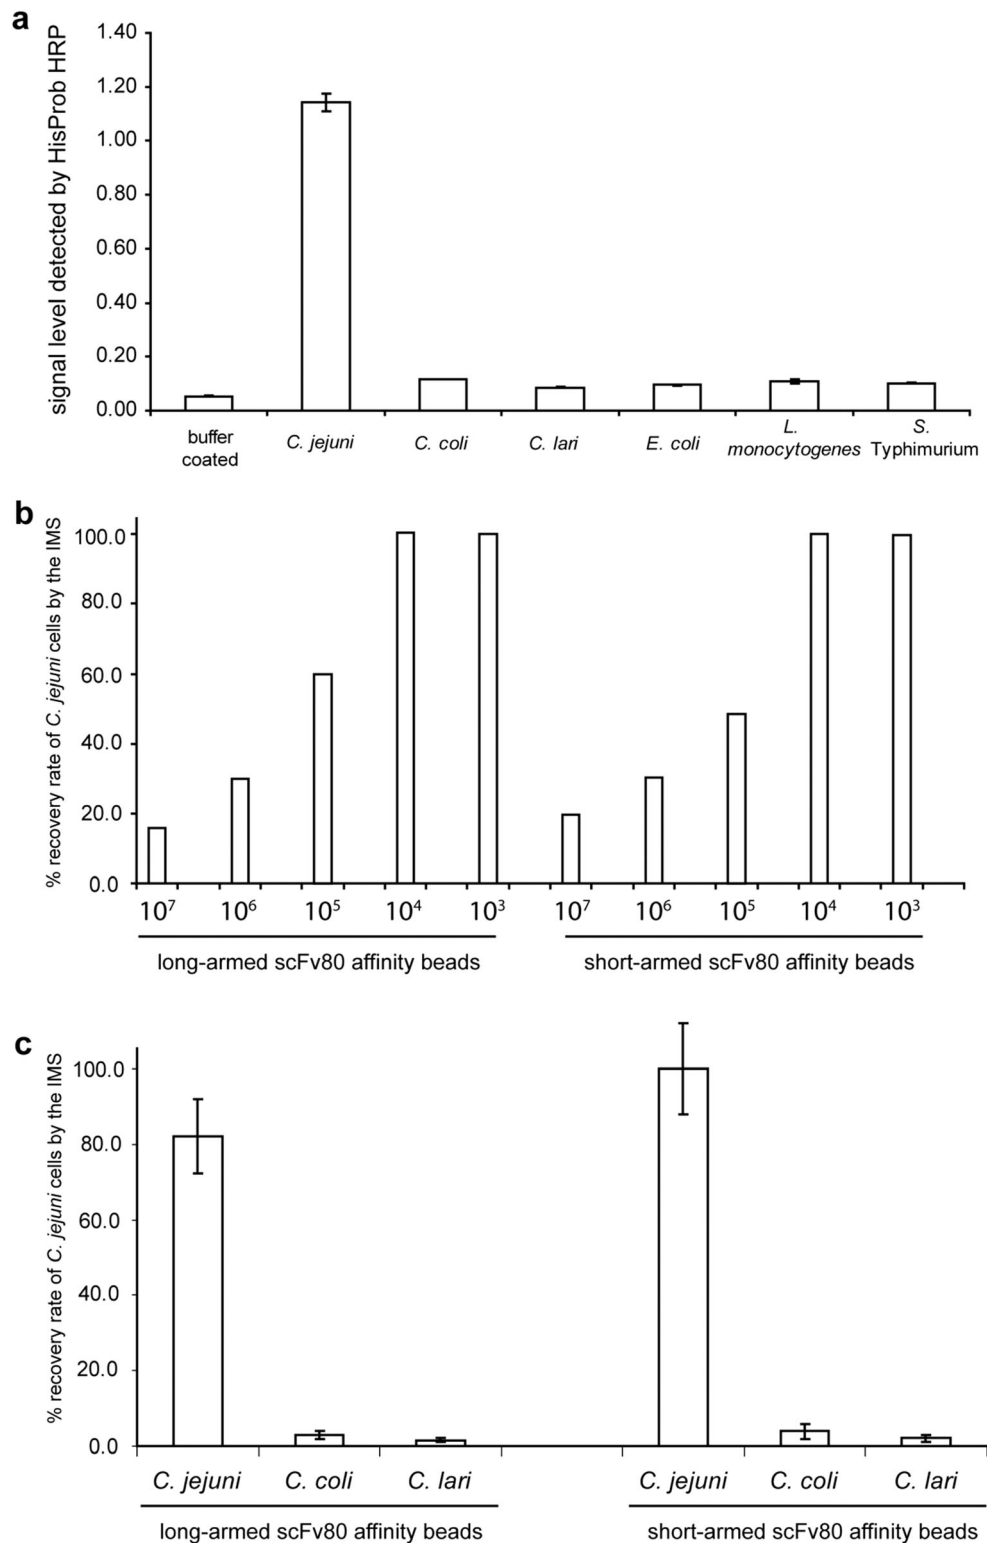 a
signal level detected by HisProb HRP
1.40
1.20
1.00
0.80
0.60
0.40
0.20
0.00
buffer
coated
C. jejuni
C. coli
C. lari
E. coli
L.
monocytogenes
S.
Typhimurium
b
% recovery rate of C. jejuni cells by the IMS
100.0
80.0
60.0
40.0
20.0
0.0
10⁷ 10⁶ 10⁵ 10⁴ 10³ 10⁷ 10⁶ 10⁵ 10⁴ 10³
long-armed scFv80 affinity beads
short-armed scFv80 affinity beads
c
% recovery rate of C. jejuni cells by the IMS
100.0
80.0
60.0
40.0
20.0
0.0
C. jejuni C. coli C. lari C. jejuni C. coli C. lari
long-armed scFv80 affinity beads
short-armed scFv80 affinity beads